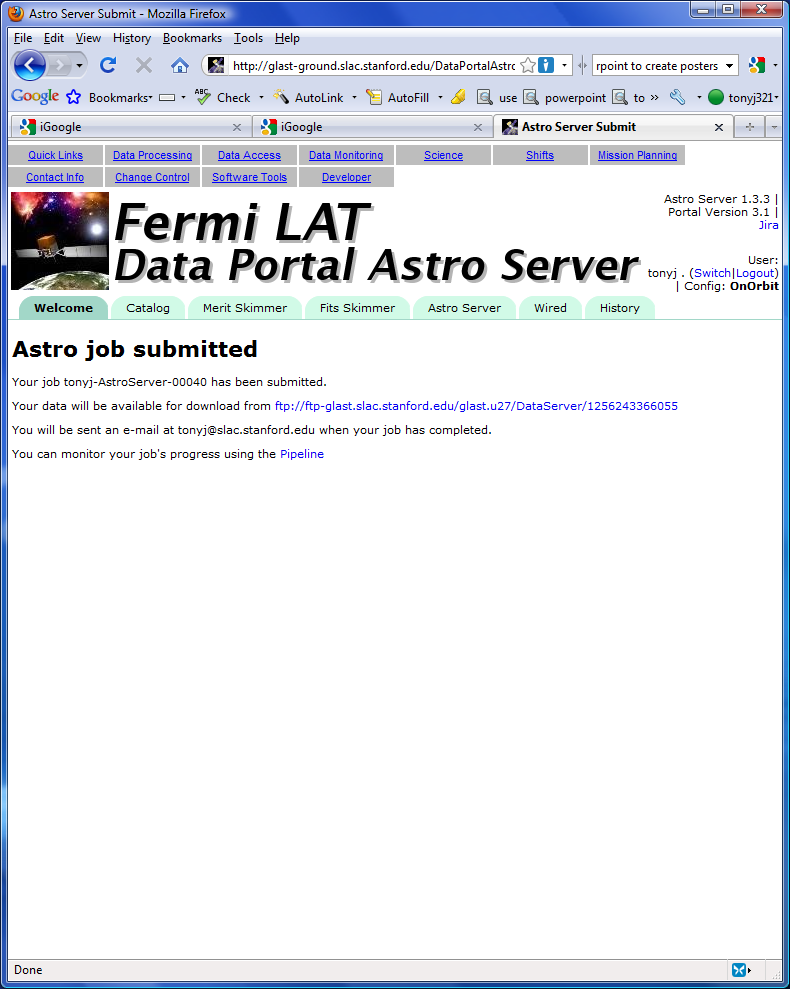 Astro Server Submit - Mozilla Firefox
File Edit View History Bookmarks Tools Help
http://glast-ground.slac.stanford.edu/DataPortalAstro rpoint to create posters
Google Bookmarks ABC Check AutoLink AutoFill use powerpoint to » tonyj321
iGoogle iGoogle Astro Server Submit
Quick Links Data Processing Data Access Data Monitoring Science Shifts Mission Planning
Contact Info Change Control Software Tools Developer
Astro Server 1.3.3 |
Portal Version 3.1 |
Jira
Fermi LAT
Data Portal Astro Server
User:
tonyj . (Switch|Logout)
| Config: OnOrbit
Welcome Catalog Merit Skimmer Fits Skimmer Astro Server Wired History
Astro job submitted
Your job tonyj-AstroServer-00040 has been submitted.
Your data will be available for download from ftp://ftp-glast.slac.stanford.edu/glast.u27/DataServer/1256243366055
You will be sent an e-mail at tonyj@slac.stanford.edu when your job has completed.
You can monitor your job's progress using the Pipeline
Done